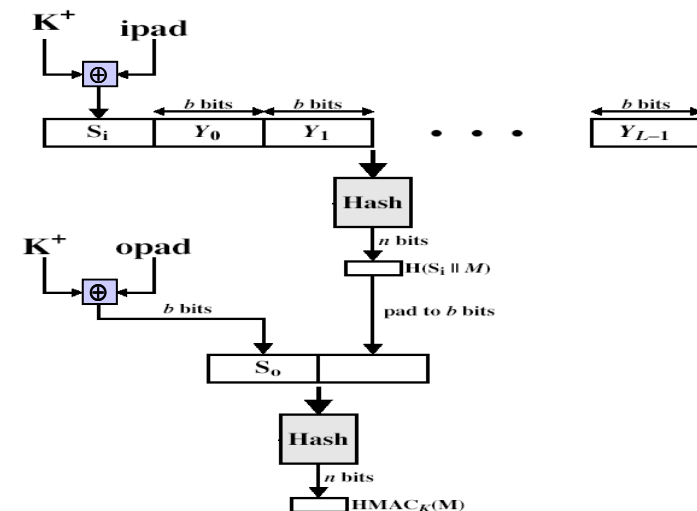 K⁺ ipad
⊕
b bits b bits b bits
Sᵢ Y₀ Y₁ • • • Y_{L−1}
Hash
n bits
H(Sᵢ || M)
K⁺ opad
⊕
b bits
pad to b bits
Sₒ
Hash
n bits
HMAC_K(M)